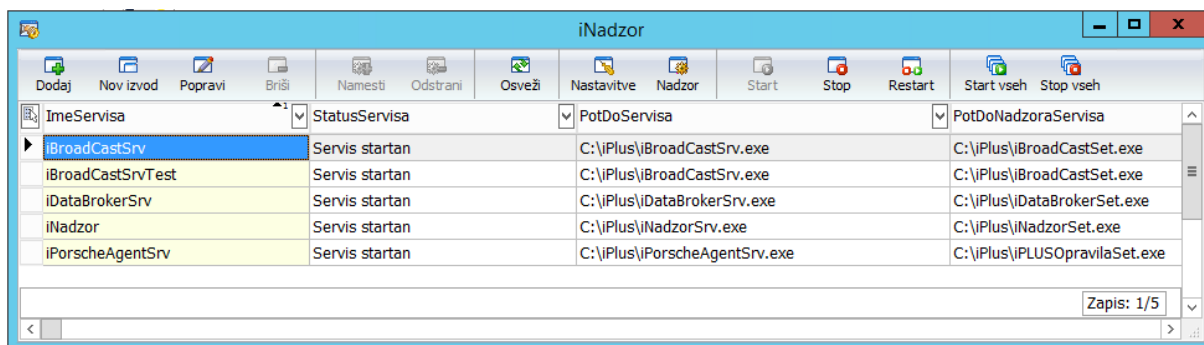 iNadzor
Dodaj Nov izvod Popravi Briši Namesti Odstrani Osveži Nastavitve Nadzor Start Stop Restart Start vseh Stop vseh
ImeServisa 1 StatusServisa PotDoServisa PotDoNadzoraServisa
iBroadCastSrv Servis startan C:\iPlus\iBroadCastSrv.exe C:\iPlus\iBroadCastSet.exe
iBroadCastSrvTest Servis startan C:\iPlus\iBroadCastSrv.exe C:\iPlus\iBroadCastSet.exe
iDataBrokerSrv Servis startan C:\iPlus\iDataBrokerSrv.exe C:\iPlus\iDataBrokerSet.exe
iNadzor Servis startan C:\iPlus\iNadzorSrv.exe C:\iPlus\iNadzorSet.exe
iPorscheAgentSrv Servis startan C:\iPlus\iPorscheAgentSrv.exe C:\iPlus\iPLUSOpravilaSet.exe
Zapis: 1/5